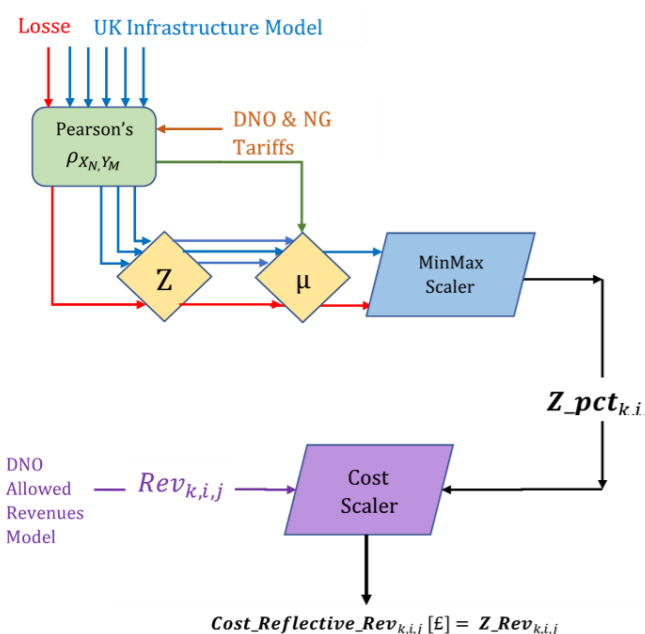 Losse UK Infrastructure Model
Pearson's
ρ_{X_N,Y_M}
DNO & NG
Tariffs
Z
μ
MinMax
Scaler
Z_pct_{k,i}
DNO
Allowed
Revenues
Model
Rev_{k,i,j}
Cost
Scaler
Cost_Reflective_Rev_{k,i,j} [£] = Z_Rev_{k,i,j}